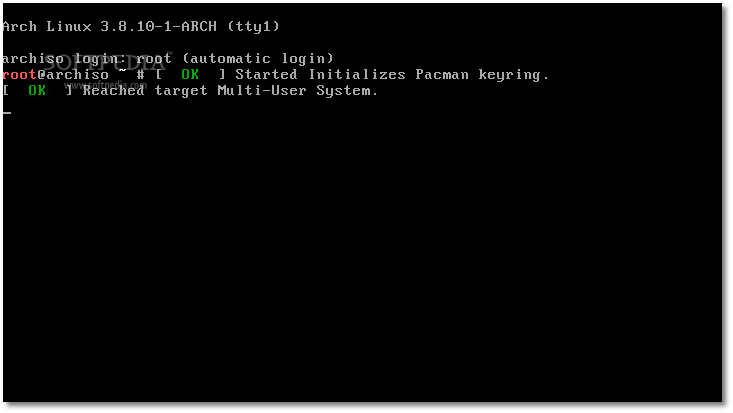 Arch Linux 3.8.10-1-ARCH (tty1)
archiso login: root (automatic login)
SOFTPEDIA™
root@archiso ~ # [  OK  ] Started Initializes Pacman keyring.
www.softpedia.com
[  OK  ] Reached target Multi-User System.
_